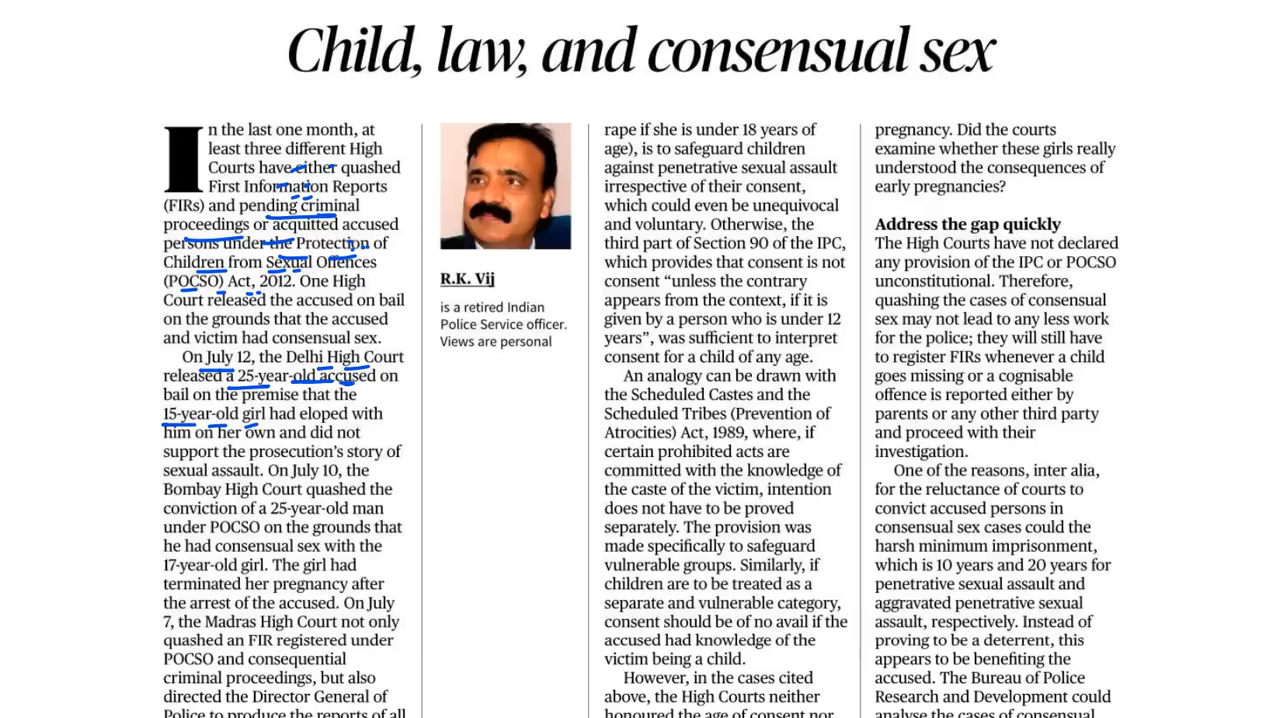 Child, law, and consensual sex
In the last one month, at
least three different High
Courts have either quashed
First Information Reports
(FIRs) and pending criminal
proceedings or acquitted accused
persons under the Protection of
Children from Sexual Offences
(POCSO) Act, 2012. One High
Court released the accused on bail
on the grounds that the accused
and victim had consensual sex.
On July 12, the Delhi High Court
released a 25-year-old accused on
bail on the premise that the
15-year-old girl had eloped with
him on her own and did not
support the prosecution's story of
sexual assault. On July 10, the
Bombay High Court quashed the
conviction of a 25-year-old man
under POCSO on the grounds that
he had consensual sex with the
17-year-old girl. The girl had
terminated her pregnancy after
the arrest of the accused. On July
7, the Madras High Court not only
quashed an FIR registered under
POCSO and consequential
criminal proceedings, but also
directed the Director General of
Police to produce the reports of all
R.K. Vij
is a retired Indian
Police Service officer.
Views are personal
rape if she is under 18 years of
age), is to safeguard children
against penetrative sexual assault
irrespective of their consent,
which could even be unequivocal
and voluntary. Otherwise, the
third part of Section 90 of the IPC,
which provides that consent is not
consent “unless the contrary
appears from the context, if it is
given by a person who is under 12
years”, was sufficient to interpret
consent for a child of any age.
An analogy can be drawn with
the Scheduled Castes and the
Scheduled Tribes (Prevention of
Atrocities) Act, 1989, where, if
certain prohibited acts are
committed with the knowledge of
the caste of the victim, intention
does not have to be proved
separately. The provision was
made specifically to safeguard
vulnerable groups. Similarly, if
children are to be treated as a
separate and vulnerable category,
consent should be of no avail if the
accused had knowledge of the
victim being a child.
However, in the cases cited
above, the High Courts neither
honoured the age of consent nor
pregnancy. Did the courts
examine whether these girls really
understood the consequences of
early pregnancies?
Address the gap quickly
The High Courts have not declared
any provision of the IPC or POCSO
unconstitutional. Therefore,
quashing the cases of consensual
sex may not lead to any less work
for the police; they will still have
to register FIRs whenever a child
goes missing or a cognisable
offence is reported either by
parents or any other third party
and proceed with their
investigation.
One of the reasons, inter alia,
for the reluctance of courts to
convict accused persons in
consensual sex cases could the
harsh minimum imprisonment,
which is 10 years and 20 years for
penetrative sexual assault and
aggravated penetrative sexual
assault, respectively. Instead of
proving to be a deterrent, this
appears to be benefiting the
accused. The Bureau of Police
Research and Development could
analyse the cases of consensual